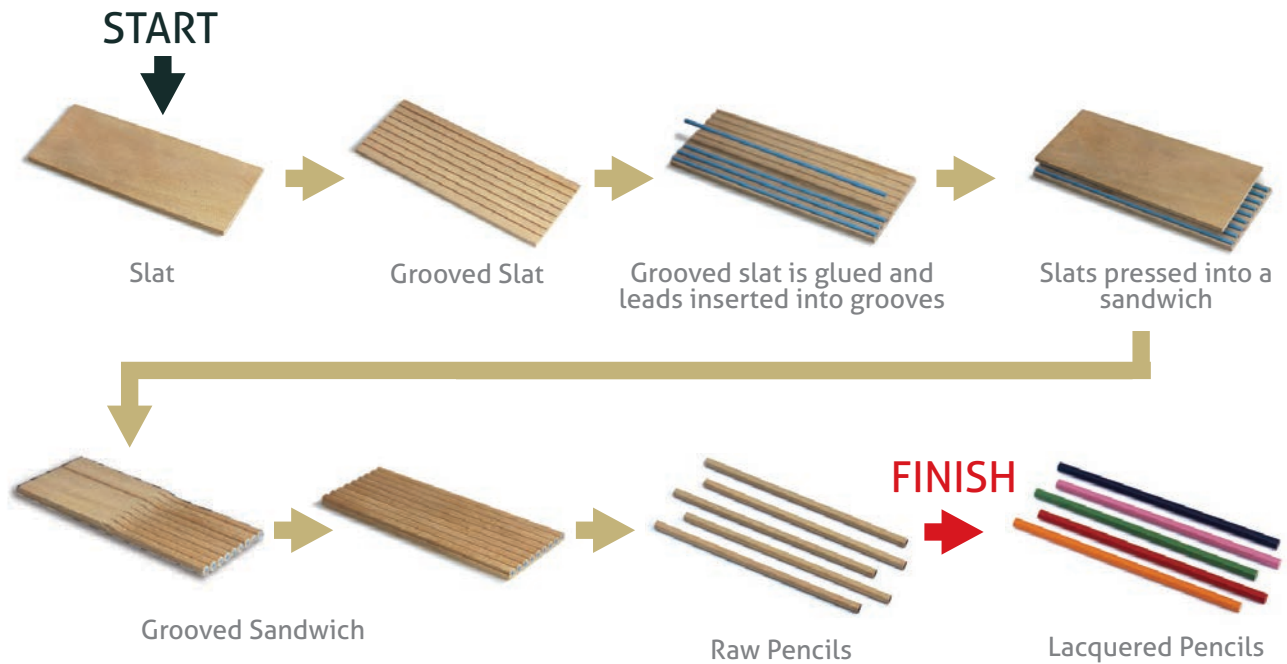 START
Slat
Grooved Slat
Grooved slat is glued and
leads inserted into grooves
Slats pressed into a
sandwich
Grooved Sandwich
Raw Pencils
FINISH
Lacquered Pencils